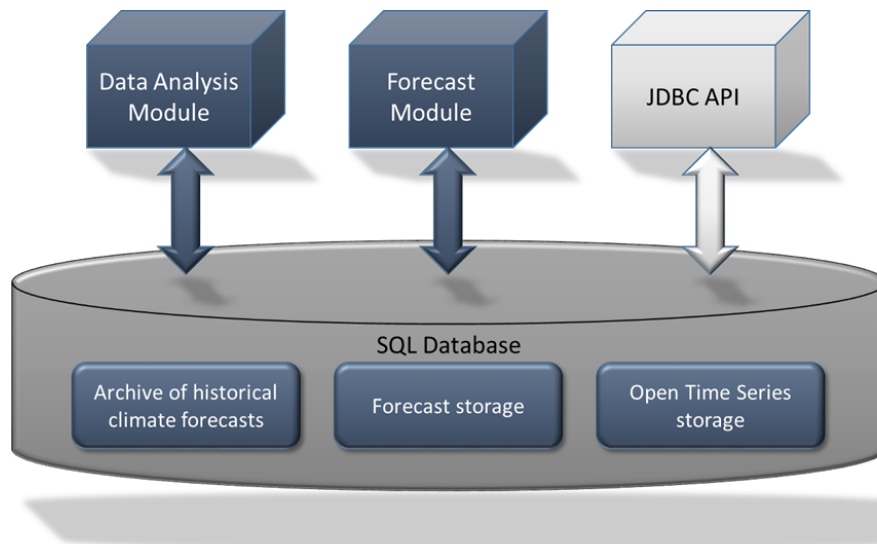 Data Analysis
Module
Forecast
Module
JDBC API
SQL Database
Archive of historical
climate forecasts
Forecast storage
Open Time Series
storage